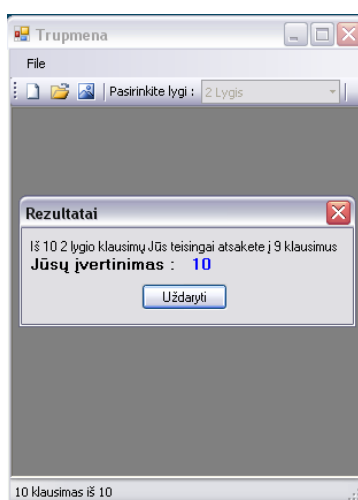 Trupmena
File
Pasirinkite lygi : 2 Lygis
Rezultatai
Iš 10 2 lygio klausimų Jūs teisingai atsakete į 9 klausimus
Jūsų įvertinimas : 10
Uždaryti
10 klausimas iš 10